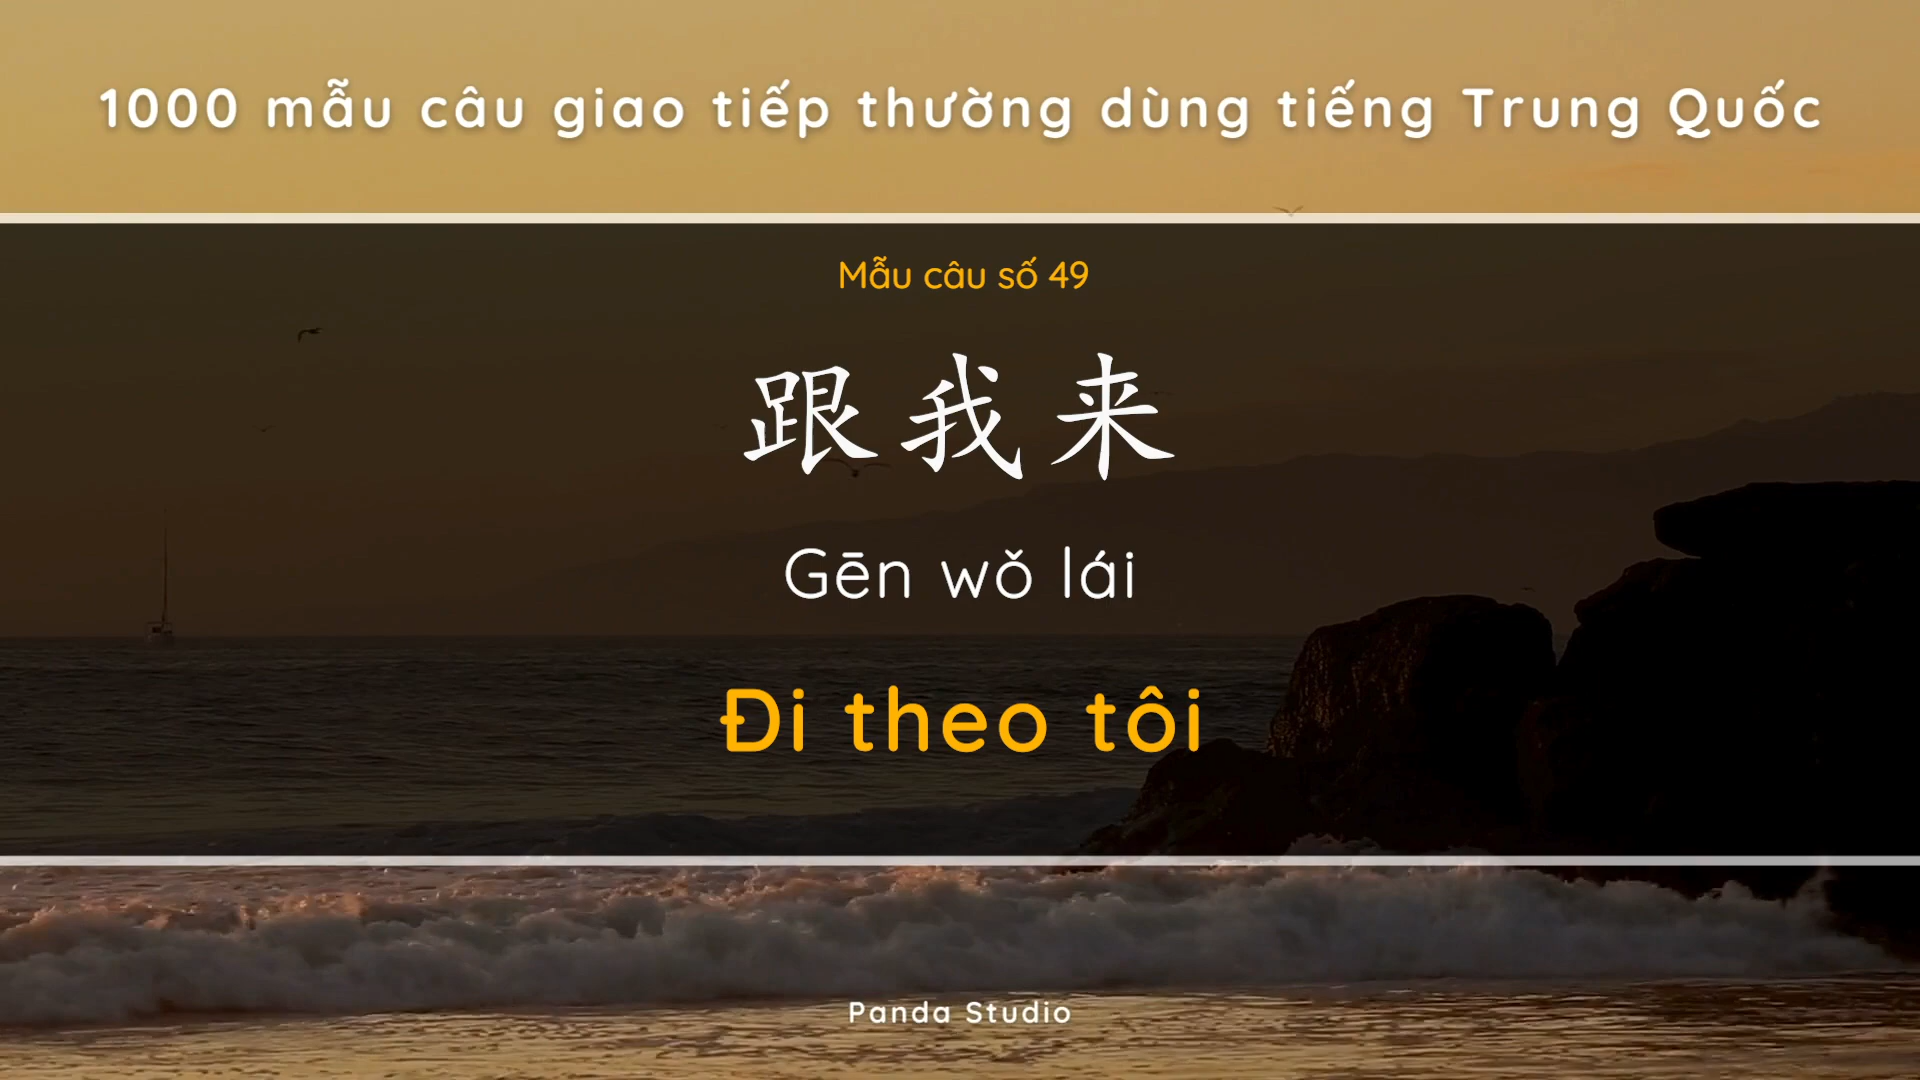 1000 mẫu câu giao tiếp thường dùng tiếng Trung Quốc
Mẫu câu số 49
跟我来
Gēn wǒ lái
Đi theo tôi
Panda Studio